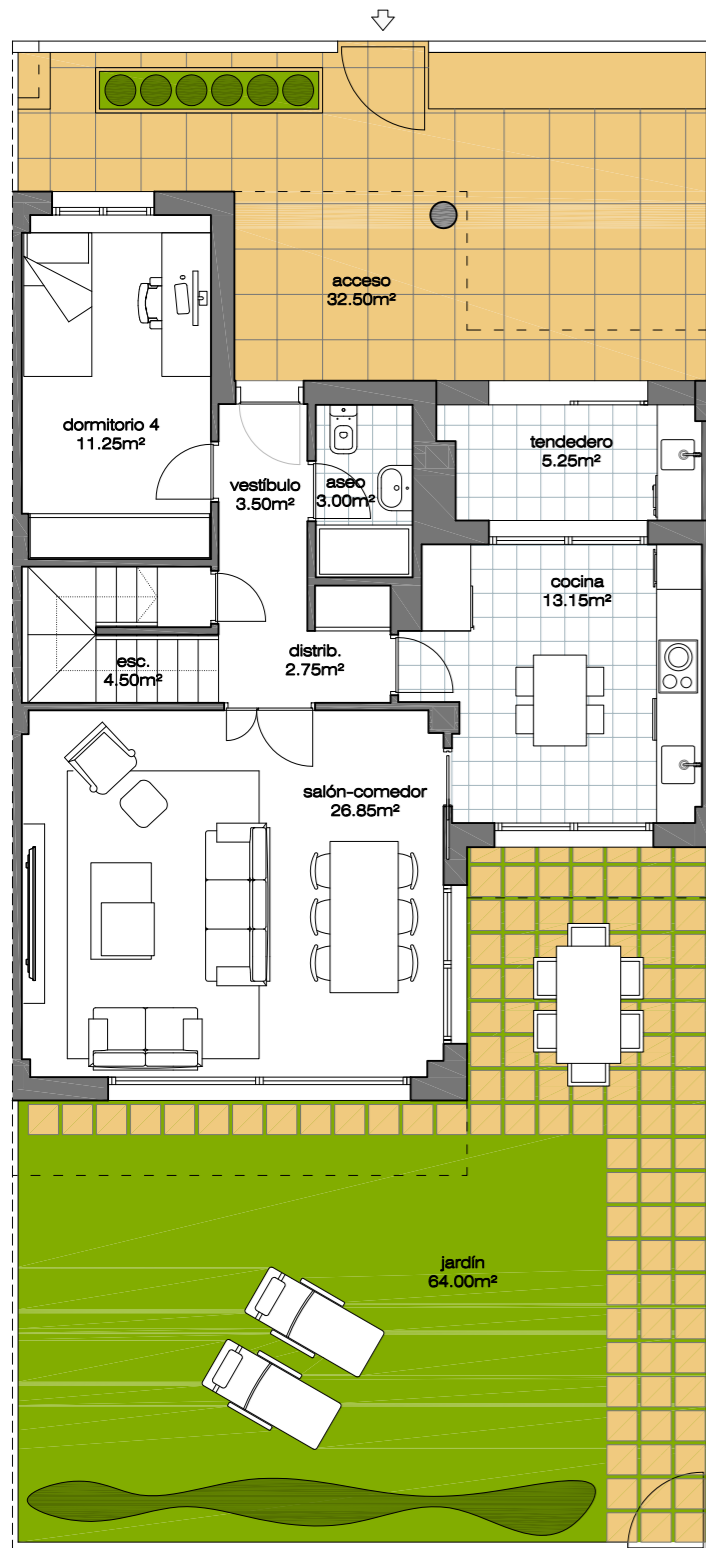 acceso
32.50m²
dormitorio 4
11.25m²
tendedero
5.25m²
vestíbulo
3.50m²
aseo
3.00m²
cocina
13.15m²
distrib.
2.75m²
esc.
4.50m²
salón-comedor
26.85m²
jardín
64.00m²